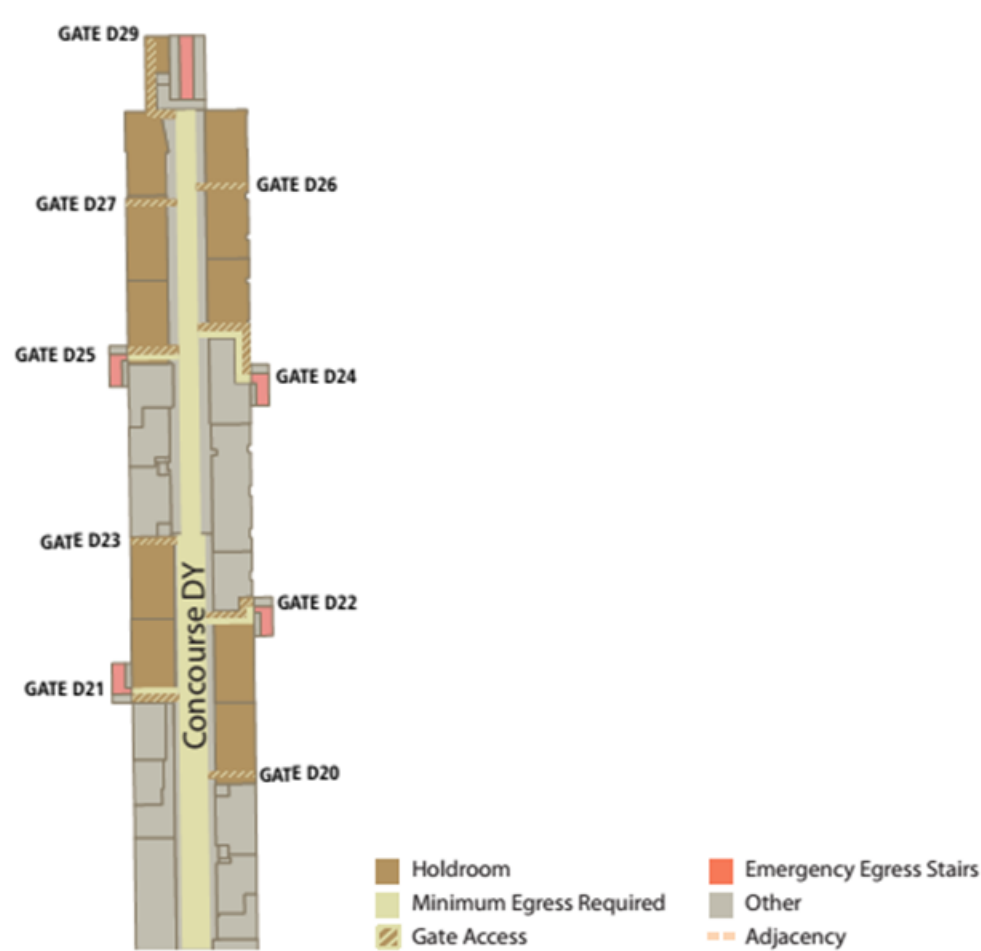 GATE D29
GATE D26
GATE D27
GATE D25
GATE D24
GATE D23
GATE D22
Concourse DY
GATE D21
GATE D20
Holdroom
Emergency Egress Stairs
Minimum Egress Required
Other
Gate Access
Adjacency